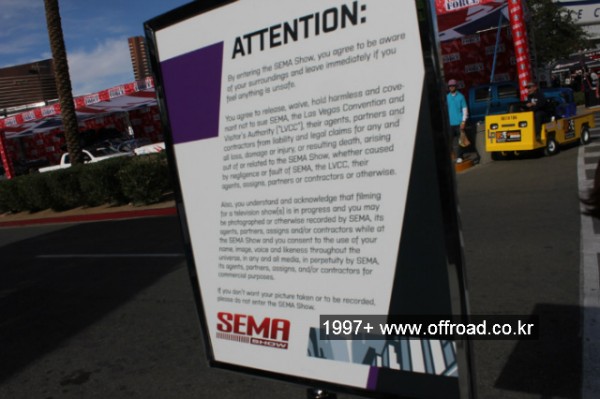 ATTENTION:
By entering the SEMA Show, you agree to be aware
of your surroundings and leave immediately if you
feel anything is unsafe.
You agree to release, waive, hold harmless and cove-
nant not to sue SEMA, the Las Vegas Convention and
Visitor's Authority ("LVCC"), their agents, partners and
contractors from liability and legal claims for any and
all loss, damage or injury, or resulting death, arising
out of or related to the SEMA Show, whether caused
by negligence or fault of SEMA, the LVCC, their
agents, assigns, partners or contractors or otherwise.
Also, you understand and acknowledge that filming
for a television show(s) is in progress and you may
be photographed or otherwise recorded by SEMA, its
agents, partners, assigns and/or contractors while at
the SEMA Show and you consent to the use of your
name, image, voice and likeness throughout the
universe, in any and all media, in perpetuity by SEMA,
its agents, partners, assigns, and/or contractors for
commercial purposes.
If you don't want your picture taken or to be recorded,
please do not enter the SEMA Show.
SEMA
SHOW
1997+ www.offroad.co.kr
FORCE